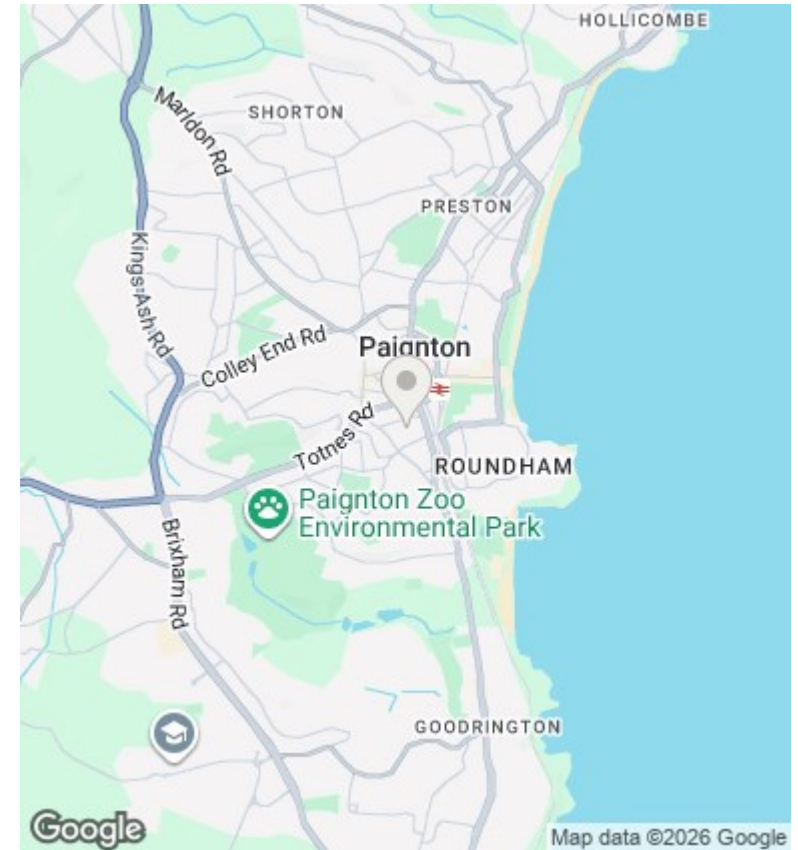 HOLLICOMBE
Marldon Rd
SHORTON
PRESTON
Kings Ash Rd
Colley End Rd
Paignton
Totnes Rd
ROUNDHAM
Paignton Zoo
Environmental Park
Brixham Rd
GOODRINGTON
Google
Map data ©2026 Google